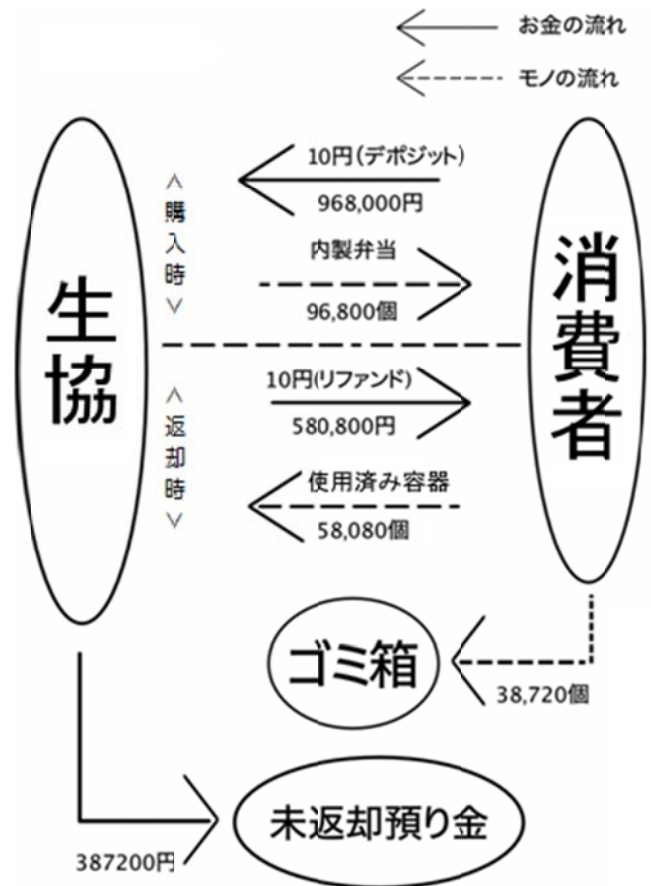 お金の流れ
モノの流れ
10円(デポジット)
968,000円
<購入時>
内製弁当
96,800個
生協
消費者
10円(リファンド)
580,800円
<返却時>
使用済み容器
58,080個
ゴミ箱
38,720個
未返却預り金
387200円